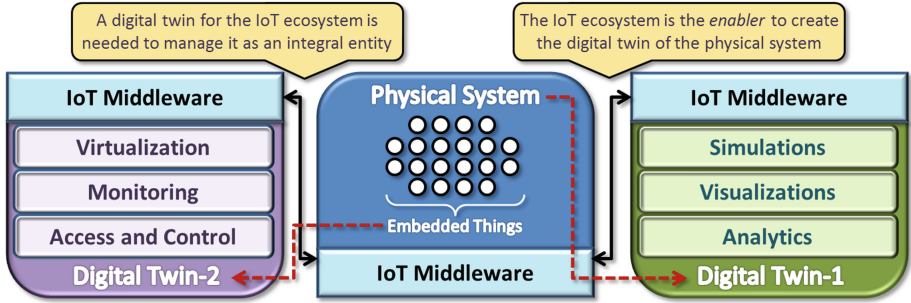 A digital twin for the IoT ecosystem is
needed to manage it as an integral entity
The IoT ecosystem is the enabler to create
the digital twin of the physical system
IoT Middleware
Virtualization
Monitoring
Access and Control
Digital Twin-2
Physical System
Embedded Things
IoT Middleware
IoT Middleware
Simulations
Visualizations
Analytics
Digital Twin-1